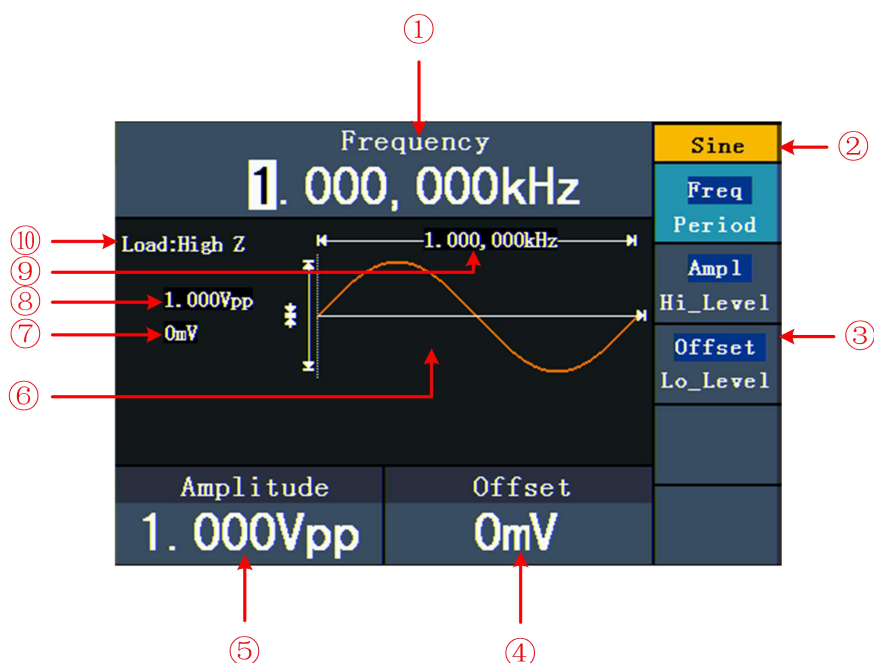 ①
Frequency
1.000,000kHz
Sine
②
Freq
Period
⑩
Load:High Z
1.000,000kHz
⑨
Ampl
Hi_Level
⑧
1.000Vpp
⑦
0mV
Offset
Lo_Level
③
⑥
Amplitude
1.000Vpp
Offset
0mV
⑤
④